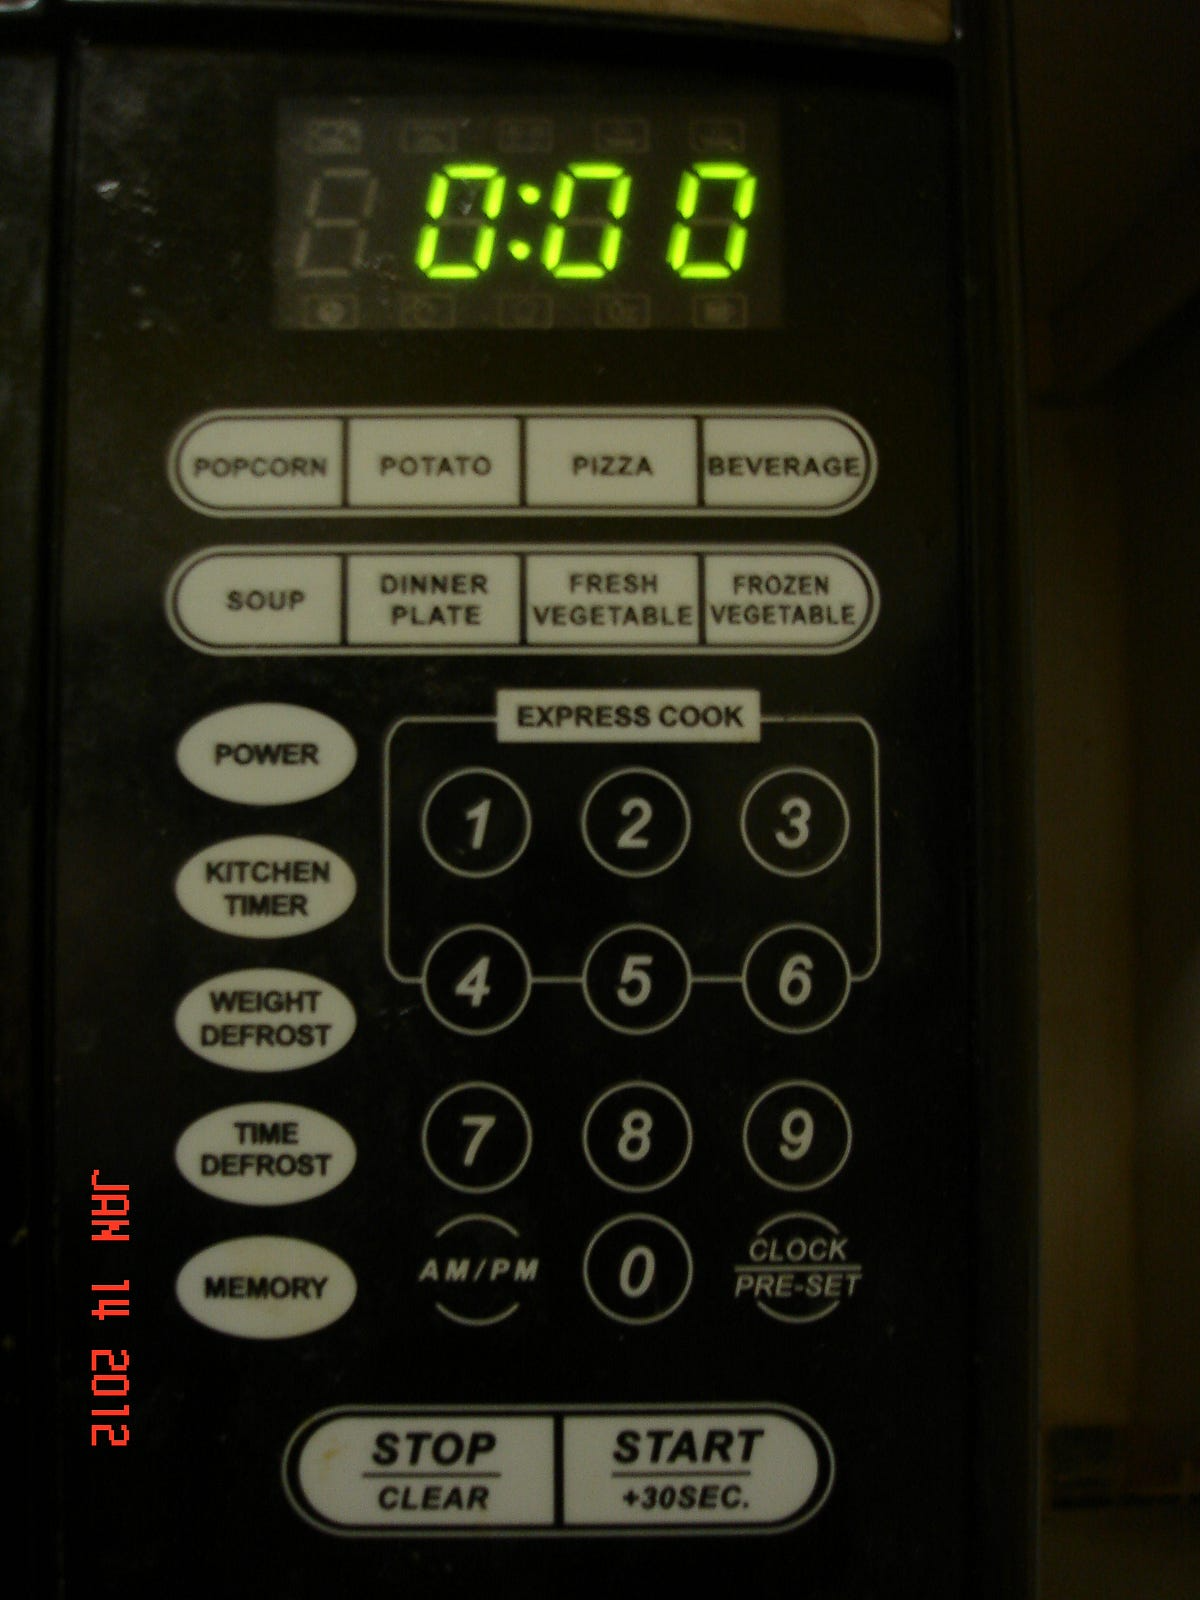 0:00
POPCORN POTATO PIZZA BEVERAGE
SOUP DINNER PLATE FRESH VEGETABLE FROZEN VEGETABLE
EXPRESS COOK
POWER
1 2 3
KITCHEN
TIMER
4 5 6
WEIGHT
DEFROST
7 8 9
TIME
DEFROST
AM/PM 0 CLOCK
PRE-SET
MEMORY
STOP
CLEAR
START
+30SEC.
JAN 14 2012